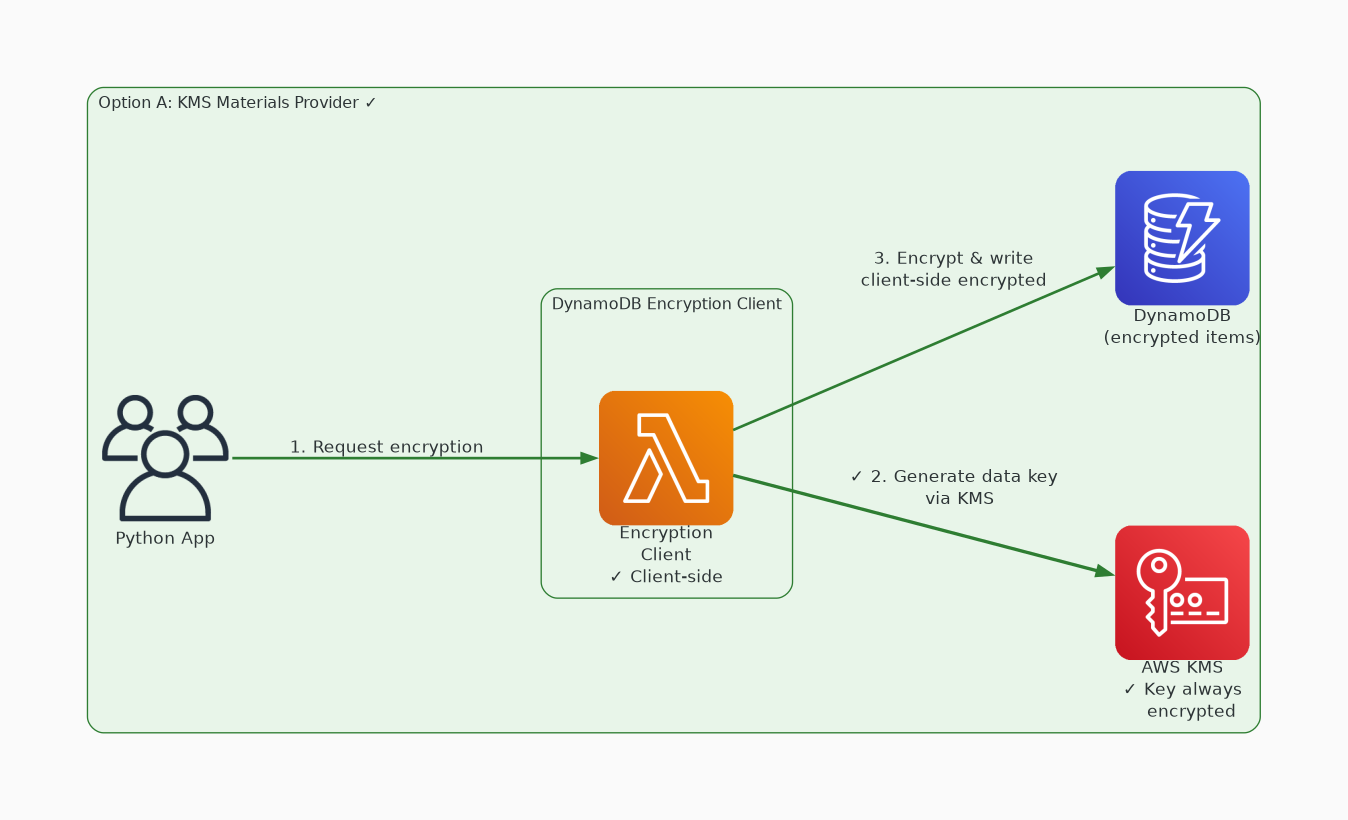 Option A: KMS Materials Provider ✓
DynamoDB Encryption Client
1. Request encryption
Python App
Encryption
Client
✓ Client-side
3. Encrypt & write
client-side encrypted
DynamoDB
(encrypted items)
✓ 2. Generate data key
via KMS
AWS KMS
✓ Key always
encrypted